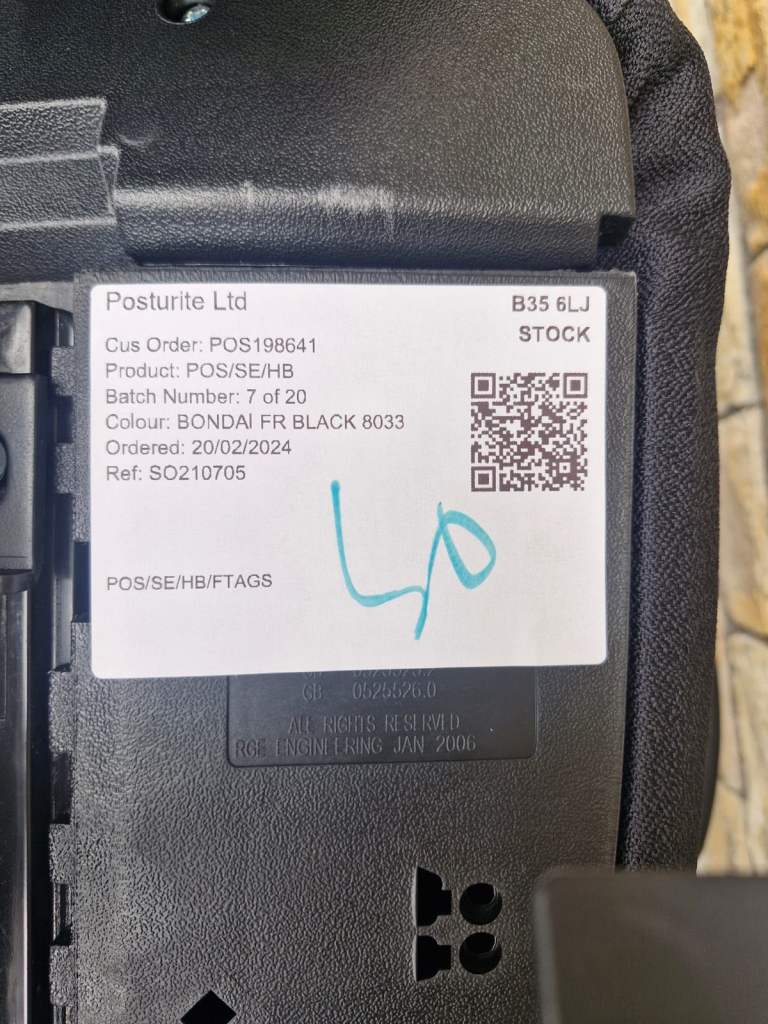 Posturite Ltd
B35 6LJ
STOCK
Cus Order: POS198641
Product: POS/SE/HB
Batch Number: 7 of 20
Colour: BONDAI FR BLACK 8033
Ordered: 20/02/2024
Ref: SO210705
POS/SE/HB/FTAGS
GB 0525526.0
ALL RIGHTS RESERVED
RGE ENGINEERING JAN 2006